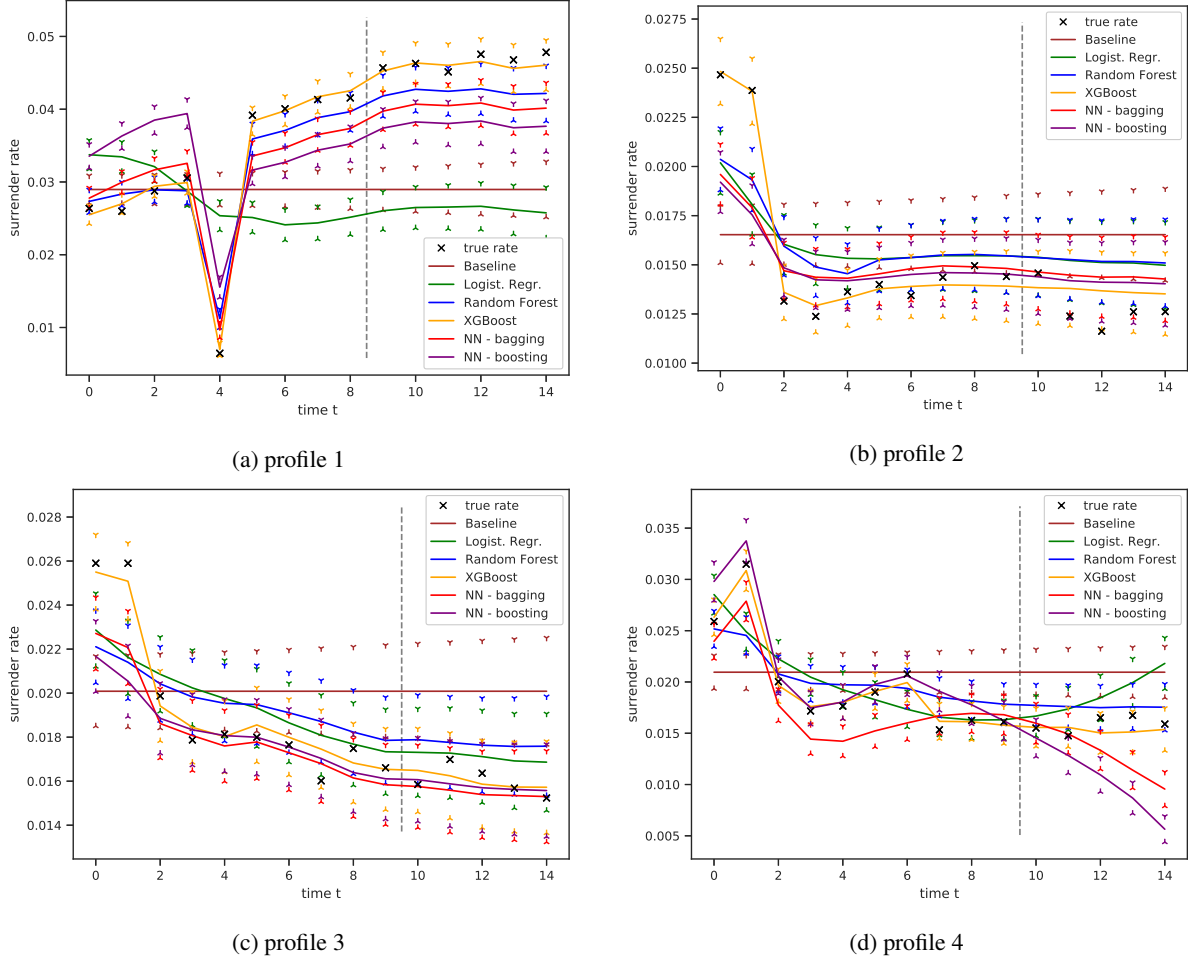 0.05
0.04
0.03
0.02
0.01
surrender rate
0 2 4 6 8 10 12 14
time t
true rate
Baseline
Logist. Regr.
Random Forest
XGBoost
NN - bagging
NN - boosting
(a) profile 1
0.0275
0.0250
0.0225
0.0200
0.0175
0.0150
0.0125
0.0100
surrender rate
0 2 4 6 8 10 12 14
time t
true rate
Baseline
Logist. Regr.
Random Forest
XGBoost
NN - bagging
NN - boosting
(b) profile 2
0.028
0.026
0.024
0.022
0.020
0.018
0.016
0.014
surrender rate
0 2 4 6 8 10 12 14
time t
true rate
Baseline
Logist. Regr.
Random Forest
XGBoost
NN - bagging
NN - boosting
(c) profile 3
0.035
0.030
0.025
0.020
0.015
0.010
0.005
surrender rate
0 2 4 6 8 10 12 14
time t
true rate
Baseline
Logist. Regr.
Random Forest
XGBoost
NN - bagging
NN - boosting
(d) profile 4